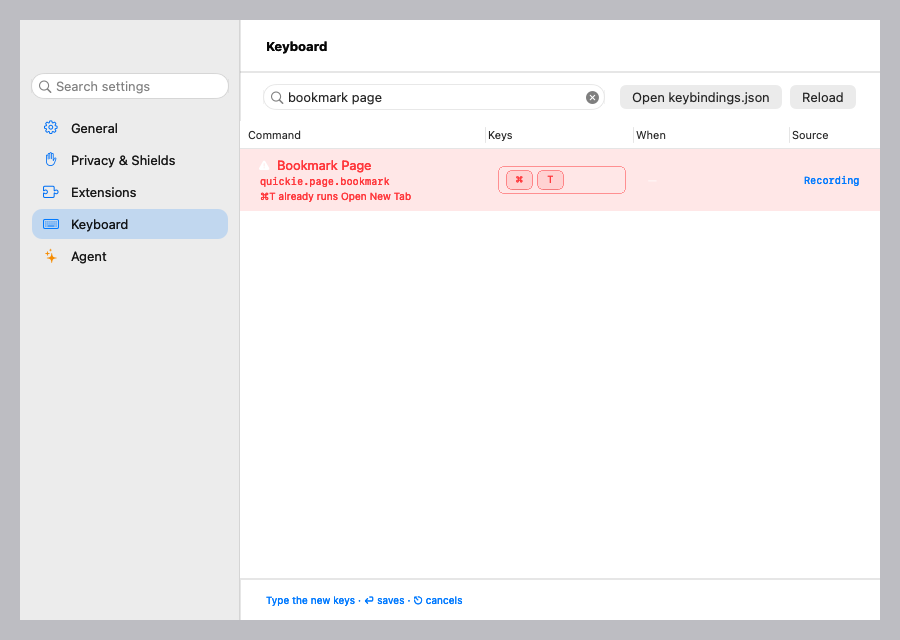 Keyboard
Search settings
General
Privacy & Shields
Extensions
Keyboard
Agent
bookmark page
Open keybindings.json
Reload
Command
Keys
When
Source
Bookmark Page
quickie.page.bookmark
⌘T already runs Open New Tab
⌘ T
—
Recording
Type the new keys · ↩ saves · ⎋ cancels